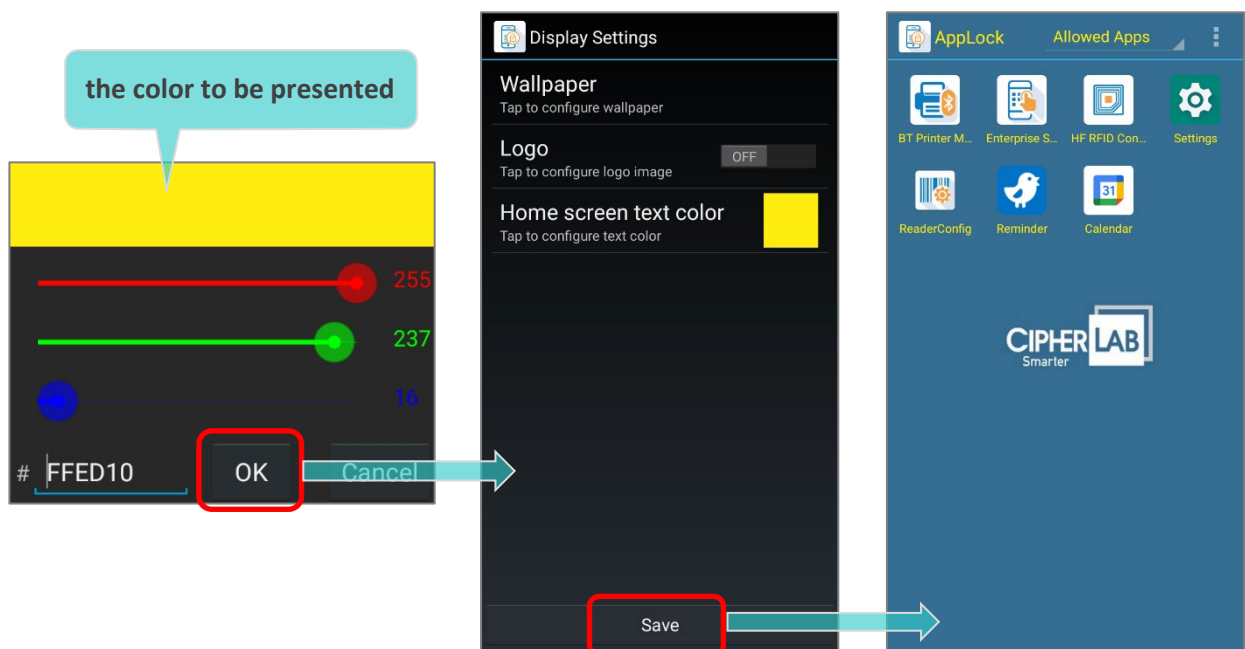 the color to be presented
255
237
16
# FFED10
OK
Cancel
Display Settings
Wallpaper
Tap to configure wallpaper
Logo
Tap to configure logo image
OFF
Home screen text color
Tap to configure text color
Save
AppLock
Allowed Apps
BT Printer M...
Enterprise S...
HF RFID Con...
Settings
31
ReaderConfig
Reminder
Calendar
CIPHERLAB
Smarter